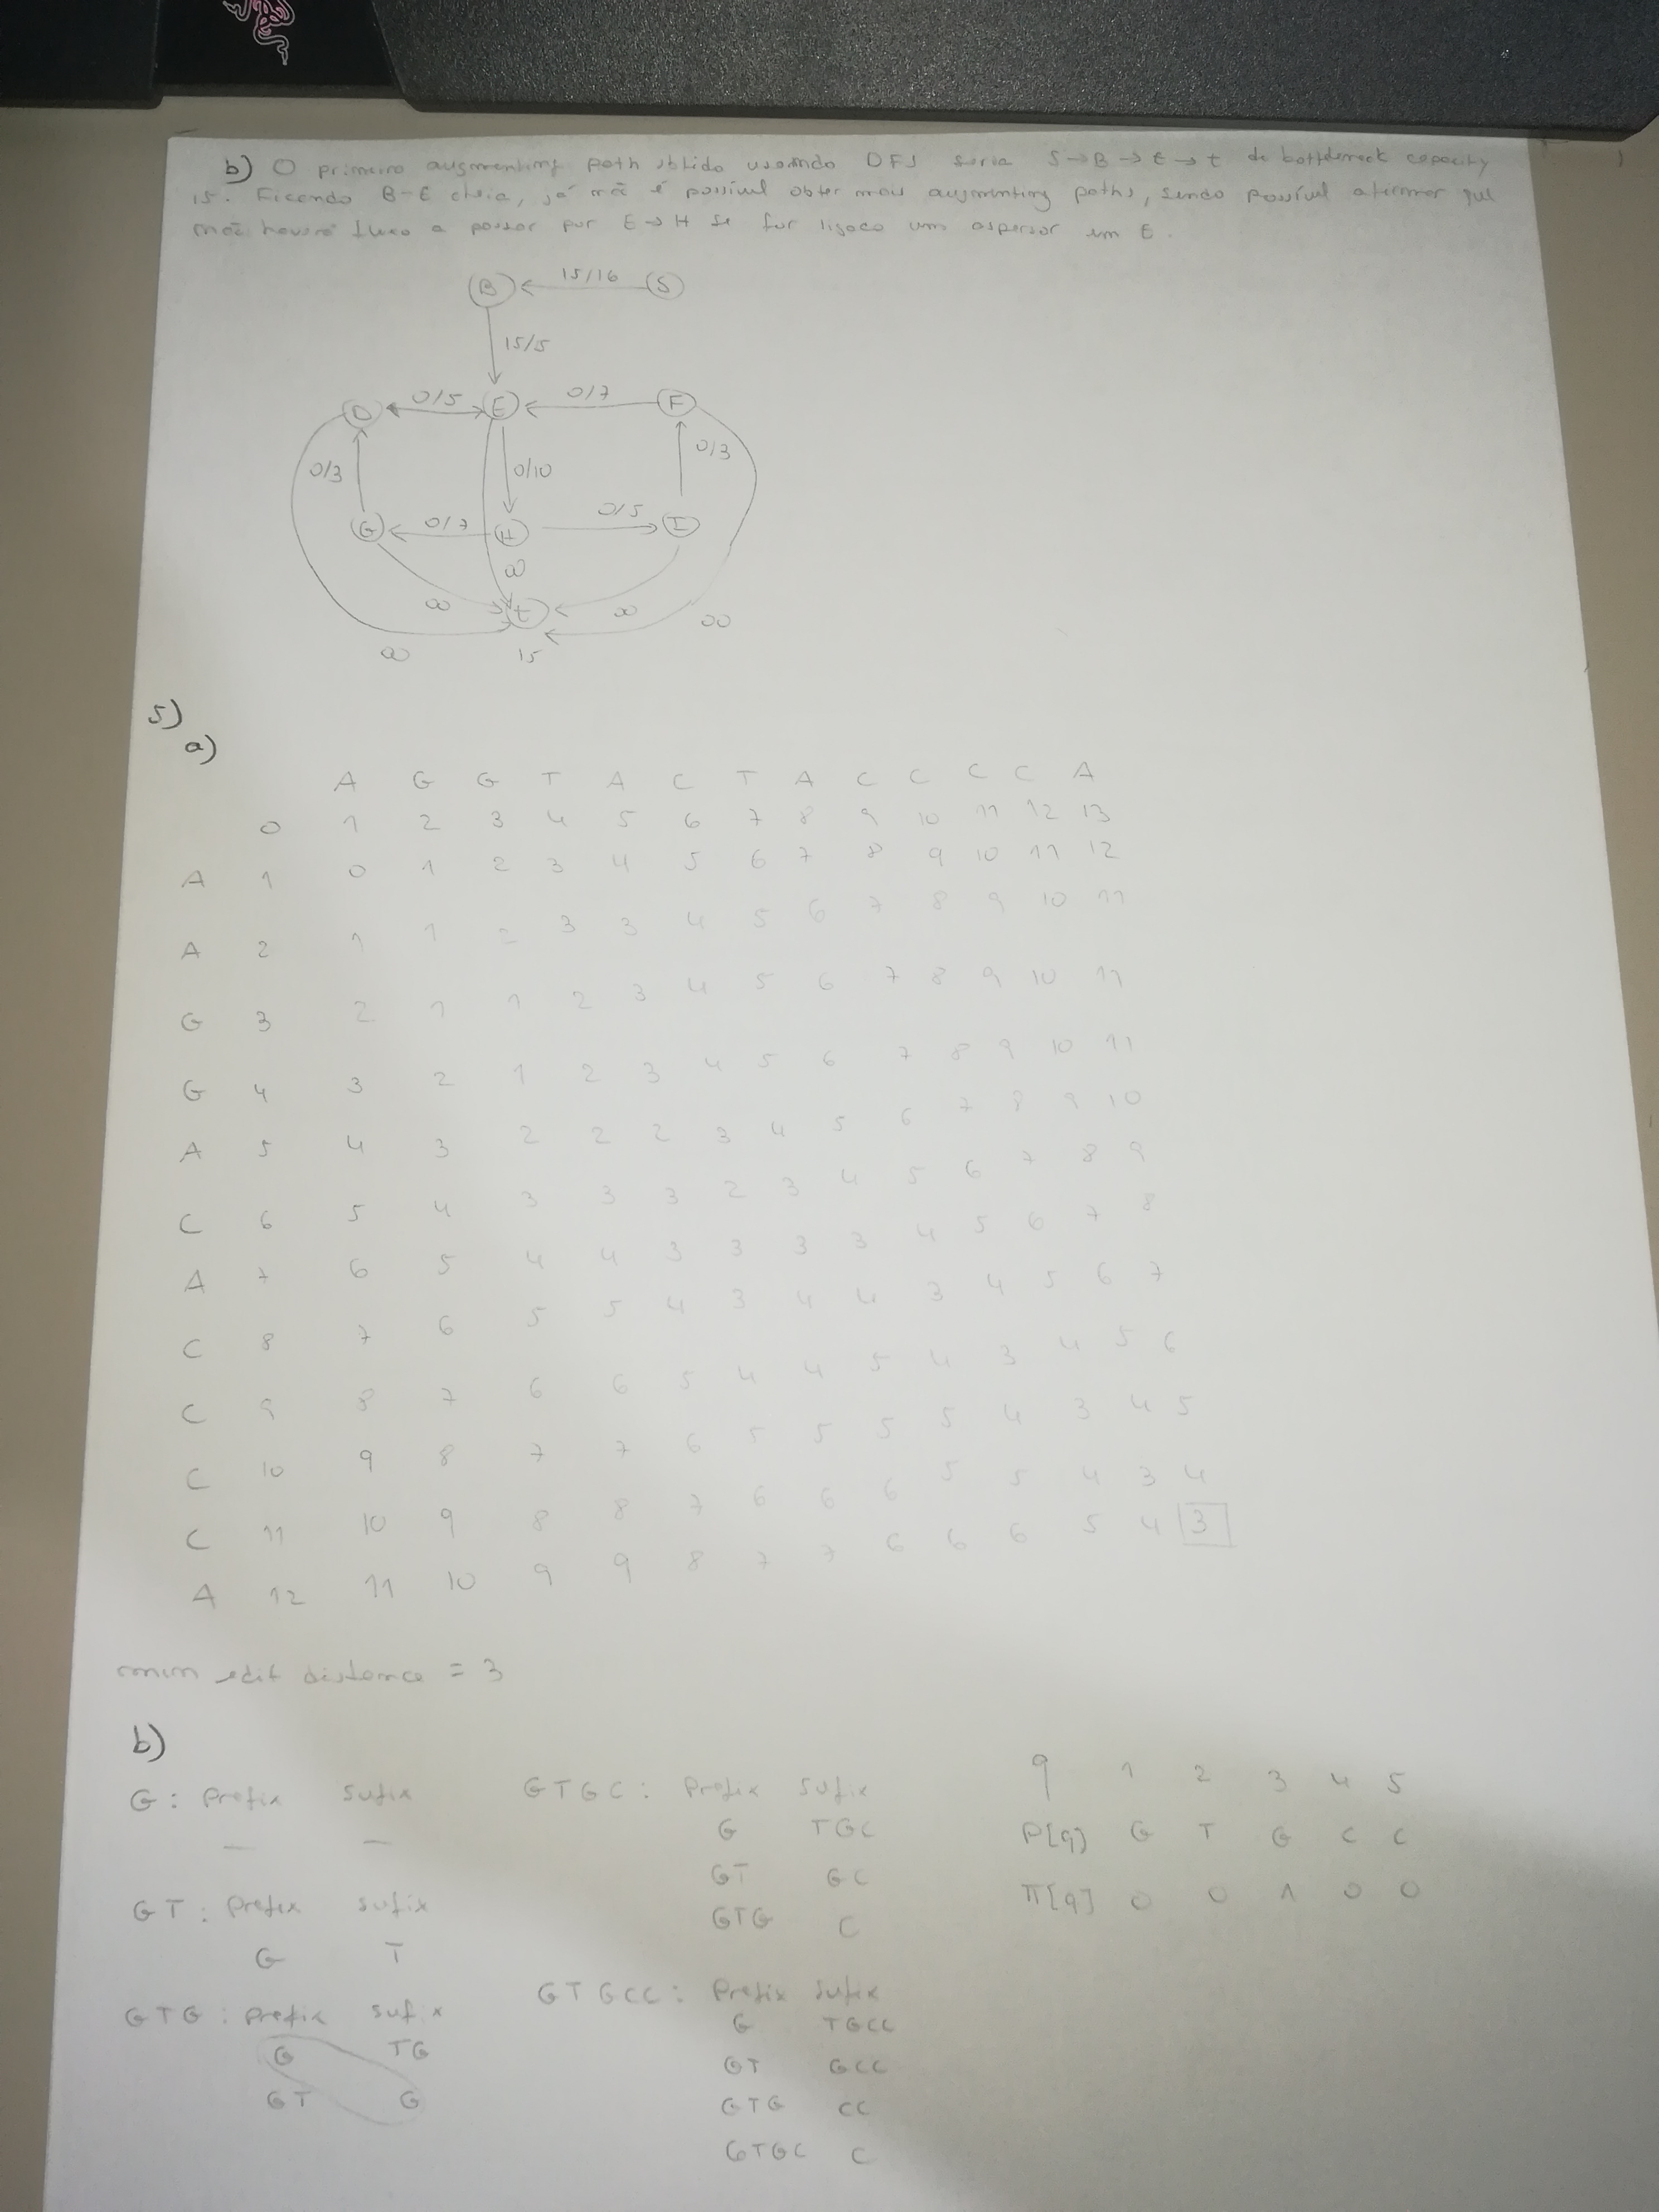 b) O primeiro augmenting path obtido usando DFS seria S→B→E→t de bottleneck capacity
15. Ficando B-E cheia, já não é possível obter mais augmenting paths, sendo possível afirmar que
não haverá fluxo a passar por E→H se for ligado um aspersor em E.
B 15/16 S
15/5
D 0/5 E 0/7 F
0/3 0/10 0/3
G 0/7 H 0/5 I
∞
∞ t ∞ ∞
∞ 15
5)
a)
A G G T A C T A C C C C A
0 1 2 3 4 5 6 7 8 9 10 11 12 13
A 1 0 1 2 3 4 5 6 7 8 9 10 11 12
A 2 1 1 2 3 3 4 5 6 7 8 9 10 11
G 3 2 1 1 2 3 4 5 6 7 8 9 10 11
G 4 3 2 1 2 3 4 5 6 7 8 9 10 11
A 5 4 3 2 2 2 3 4 5 6 7 8 9 10
C 6 5 4 3 3 3 2 3 4 5 6 7 8 9
A 7 6 5 4 4 3 3 3 3 4 5 6 7 8
C 8 7 6 5 5 4 3 4 4 3 4 5 6 7
C 9 8 7 6 6 5 4 4 5 4 3 4 5 6
C 10 9 8 7 7 6 5 5 5 5 4 3 4 5
C 11 10 9 8 8 7 6 6 6 5 5 4 3 4
A 12 11 10 9 9 8 7 7 6 6 6 5 4 3
min edit distance = 3
b)
G: Prefix Sufix
— —
GT: Prefix Sufix
G T
GTG: Prefix Sufix
G TG
GT G
GTGC: Prefix Sufix
G TGC
GT GC
GTG C
GTGCC: Prefix Sufix
G TGCC
GT GCC
GTG CC
GTGC C
q 1 2 3 4 5
P[q] G T G C C
π[q] 0 0 1 0 0